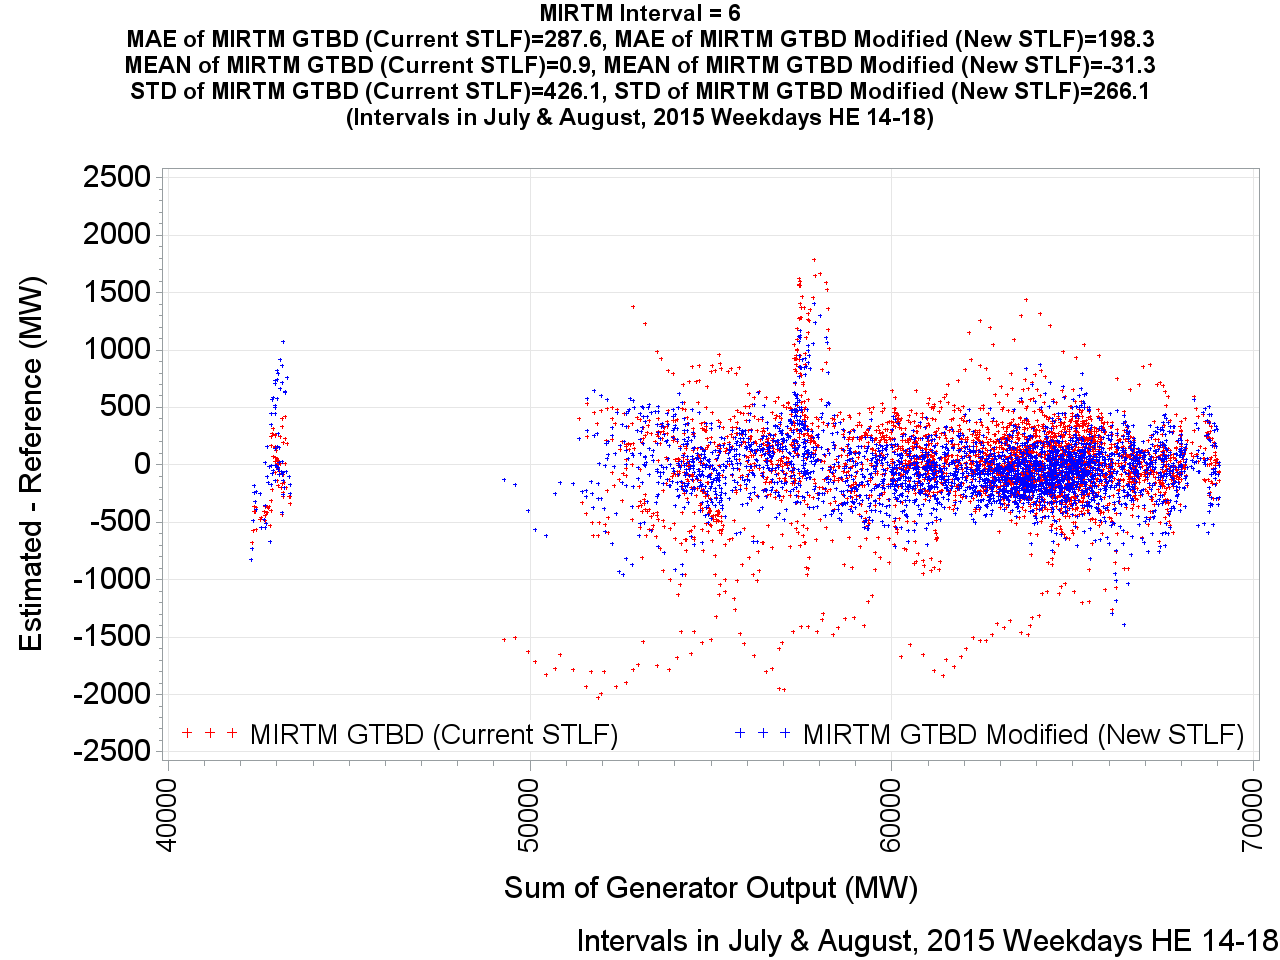 MIRTM Interval = 6
MAE of MIRTM GTBD (Current STLF)=287.6, MAE of MIRTM GTBD Modified (New STLF)=198.3
MEAN of MIRTM GTBD (Current STLF)=0.9, MEAN of MIRTM GTBD Modified (New STLF)=-31.3
STD of MIRTM GTBD (Current STLF)=426.1, STD of MIRTM GTBD Modified (New STLF)=266.1
(Intervals in July & August, 2015 Weekdays HE 14-18)
Estimated - Reference (MW)
2500
2000
1500
1000
500
0
-500
-1000
-1500
-2000
-2500
MIRTM GTBD (Current STLF)
MIRTM GTBD Modified (New STLF)
40000
50000
60000
70000
Sum of Generator Output (MW)
Intervals in July & August, 2015 Weekdays HE 14-18